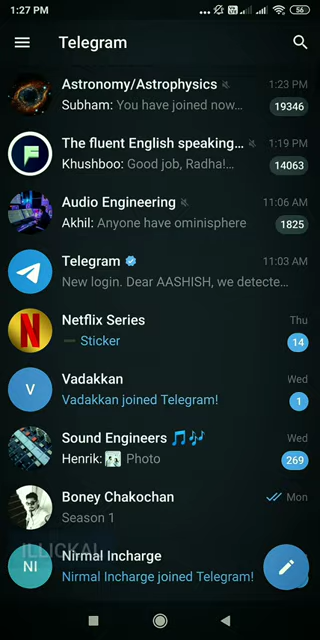 1:27 PM 56
Telegram
Astronomy/Astrophysics 1:23 PM
Subham: You have joined now... 19346
F
The fluent English speaking... 1:19 PM
Khushboo: Good job, Radha!... 14063
Audio Engineering 11:06 AM
Akhil: Anyone have ominisphere 1825
Telegram 11:03 AM
New login. Dear AASHISH, we detecte...
N
Netflix Series Thu
Sticker 14
V
Vadakkan Wed
Vadakkan joined Telegram! 1
Sound Engineers 🎵🎶 Wed
Henrik: Photo 269
Boney Chakochan Mon
Season 1
ILLICKAL
NI
Nirmal Incharge
Nirmal Incharge joined Telegram!